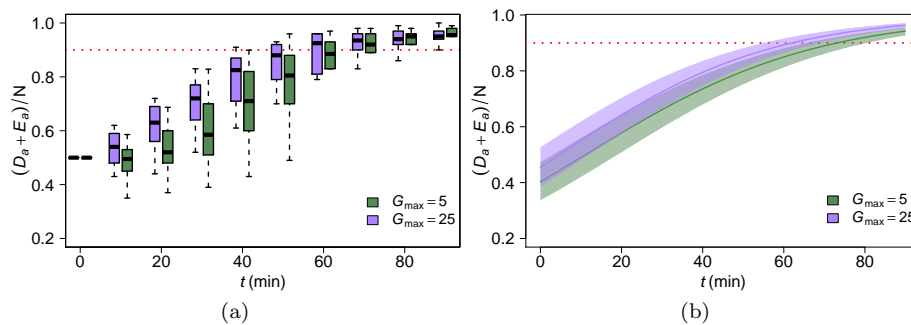 1.0
0.8
0.6
0.4
0.2
(Dₐ + Eₐ)/N
0 20 40 60 80
t (min)
Gmax = 5
Gmax = 25
(a)
1.0
0.8
0.6
0.4
0.2
(Dₐ + Eₐ)/N
0 20 40 60 80
t (min)
Gmax = 5
Gmax = 25
(b)